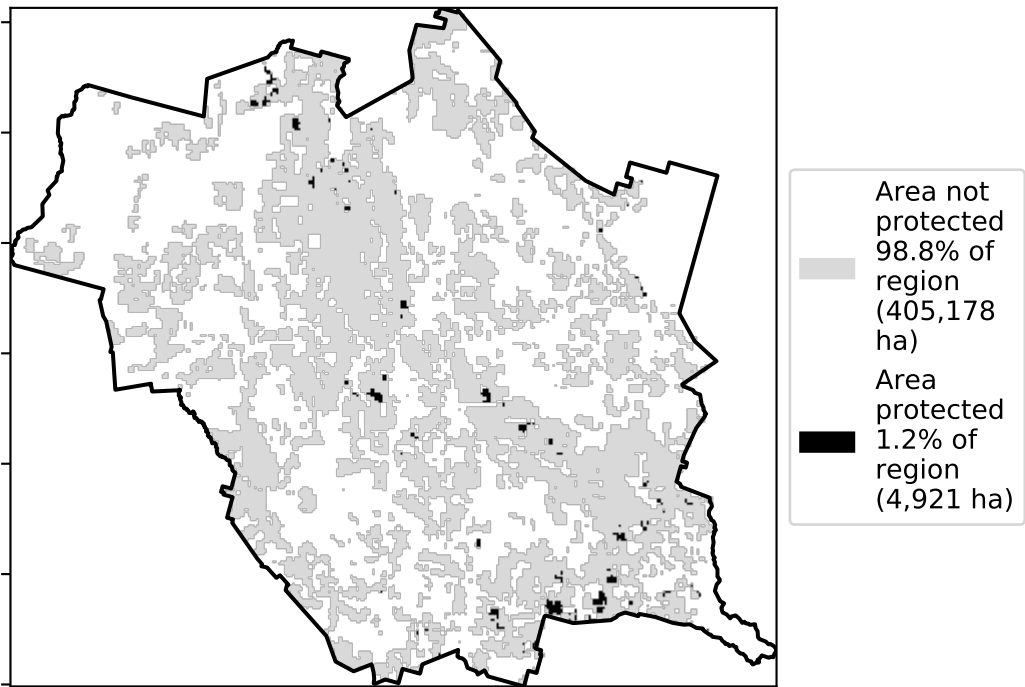 Area not
protected
98.8% of
region
(405,178
ha)
Area
protected
1.2% of
region
(4,921 ha)